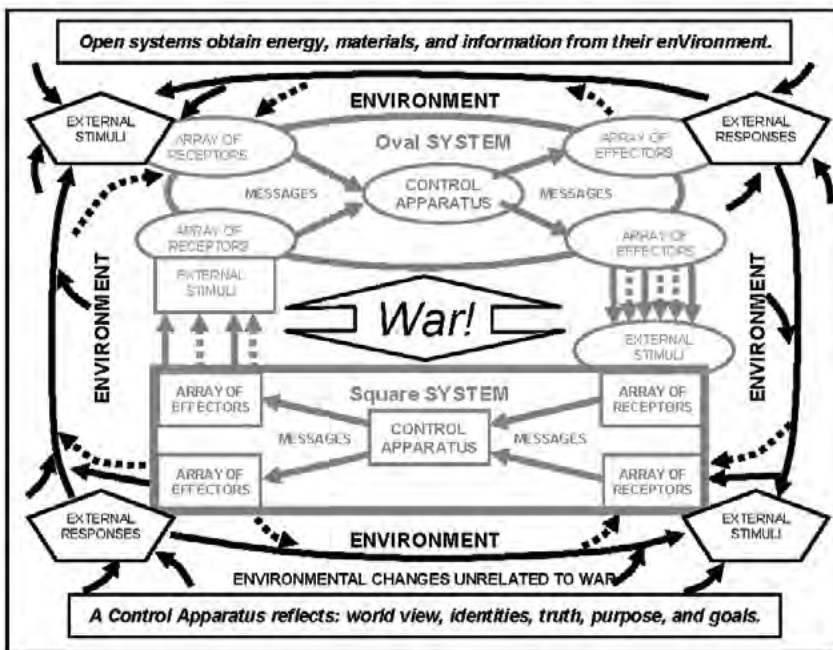 Open systems obtain energy, materials, and information from their enVironment.
ENVIRONMENT
EXTERNAL
STIMULI
ARRAY OF
RECEPTORS
Oval SYSTEM
ARRAY OF
EFFECTORS
EXTERNAL
RESPONSES
MESSAGES
CONTROL
APPARATUS
MESSAGES
ARRAY OF
RECEPTORS
ARRAY OF
EFFECTORS
EXTERNAL
STIMULI
ENVIRONMENT
War!
ENVIRONMENT
EXTERNAL
STIMULI
Square SYSTEM
ARRAY OF
EFFECTORS
ARRAY OF
RECEPTORS
MESSAGES
CONTROL
APPARATUS
MESSAGES
ARRAY OF
EFFECTORS
ARRAY OF
RECEPTORS
EXTERNAL
RESPONSES
ENVIRONMENT
EXTERNAL
STIMULI
ENVIRONMENTAL CHANGES UNRELATED TO WAR
A Control Apparatus reflects: world view, identities, truth, purpose, and goals.